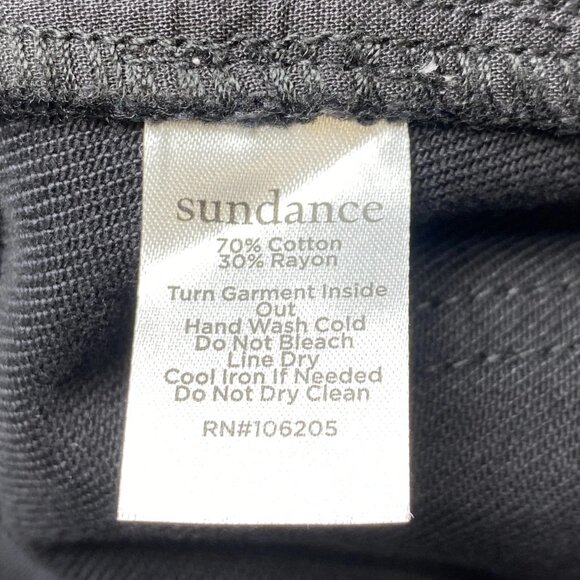 sundance
70% Cotton
30% Rayon
Turn Garment Inside
Out
Hand Wash Cold
Do Not Bleach
Line Dry
Cool Iron If Needed
Do Not Dry Clean
RN#106205